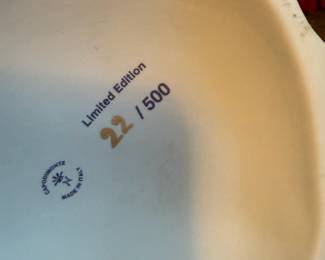 Limited Edition
22 / 500
CAPODIMONTE
MADE IN ITALY